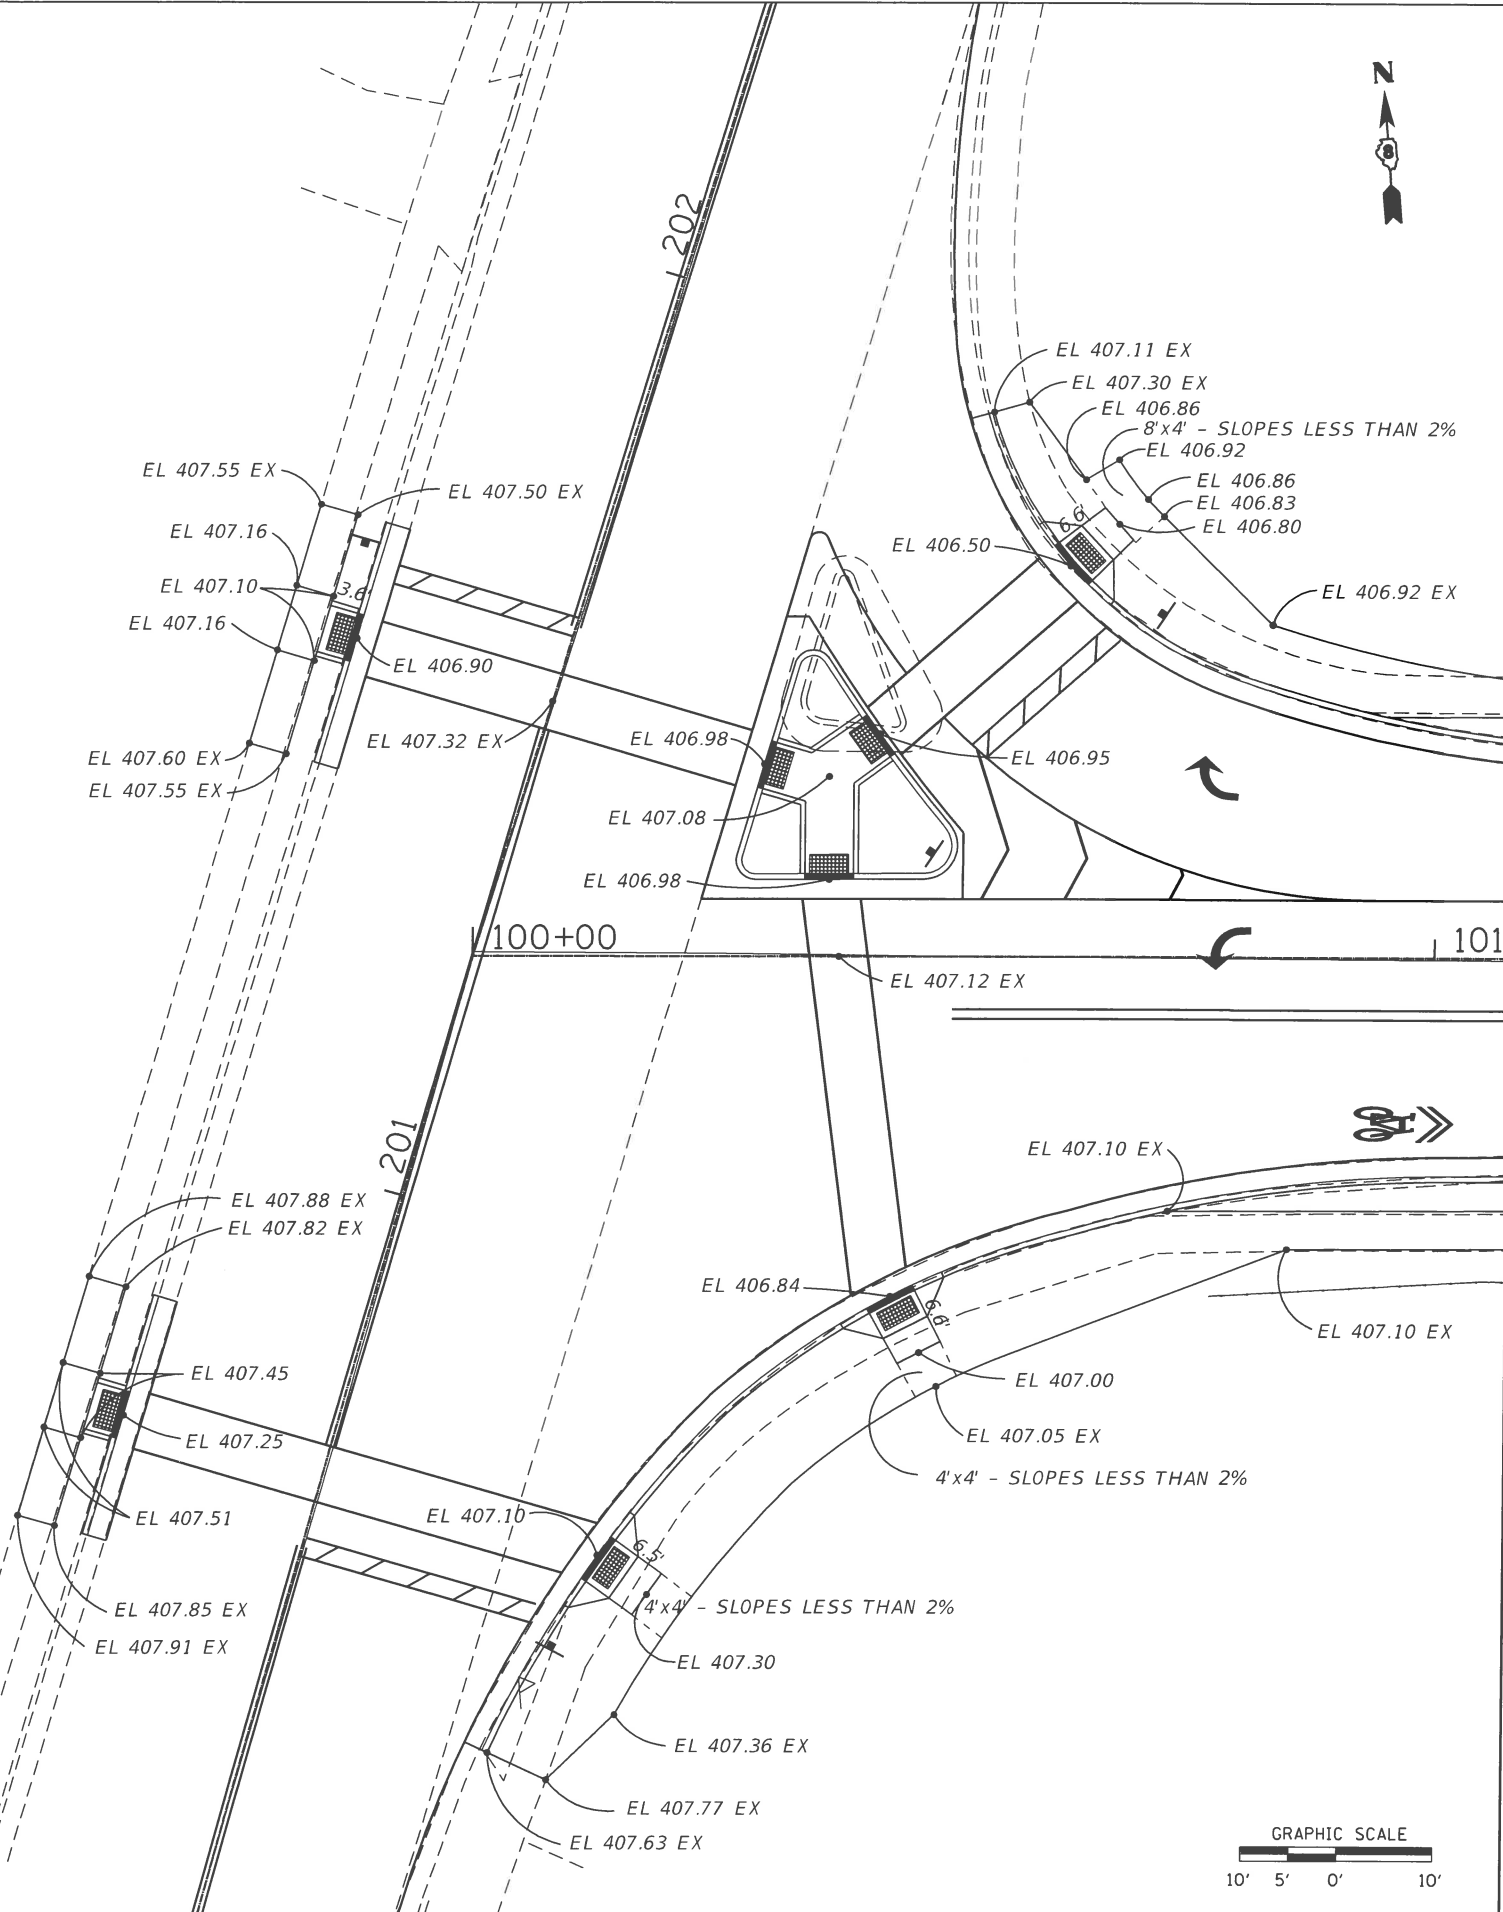 N
8
202
EL 407.11 EX
EL 407.30 EX
EL 406.86
8'x4' - SLOPES LESS THAN 2%
EL 406.92
EL 407.55 EX
EL 407.50 EX
EL 406.86
EL 406.83
EL 407.16
6.6'
EL 406.80
EL 406.50
EL 407.10
3.6'
EL 406.92 EX
EL 407.16
EL 406.90
EL 407.32 EX
EL 406.98
EL 407.60 EX
EL 406.95
EL 407.55 EX
EL 407.08
EL 406.98
100+00
101
EL 407.12 EX
201
EL 407.10 EX
EL 407.88 EX
EL 407.82 EX
EL 406.84
6.6'
EL 407.10 EX
EL 407.45
EL 407.00
EL 407.25
EL 407.05 EX
4'x4' - SLOPES LESS THAN 2%
EL 407.51
EL 407.10
6.5'
EL 407.85 EX
4'x4' - SLOPES LESS THAN 2%
EL 407.91 EX
EL 407.30
EL 407.36 EX
EL 407.77 EX
EL 407.63 EX
GRAPHIC SCALE
10' 5' 0' 10'